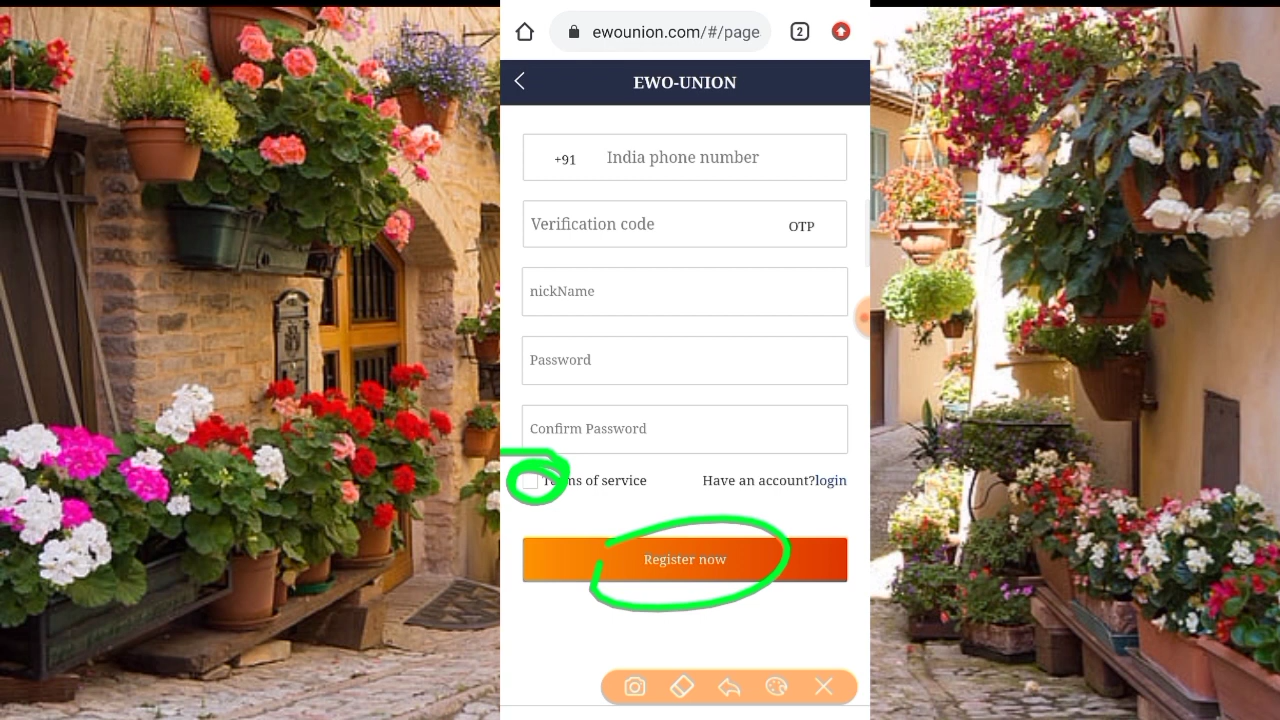 ewounion.com/#/page
2
EWO-UNION
+91 India phone number
Verification code OTP
nickName
Password
Confirm Password
of service Have an account?login
Register now